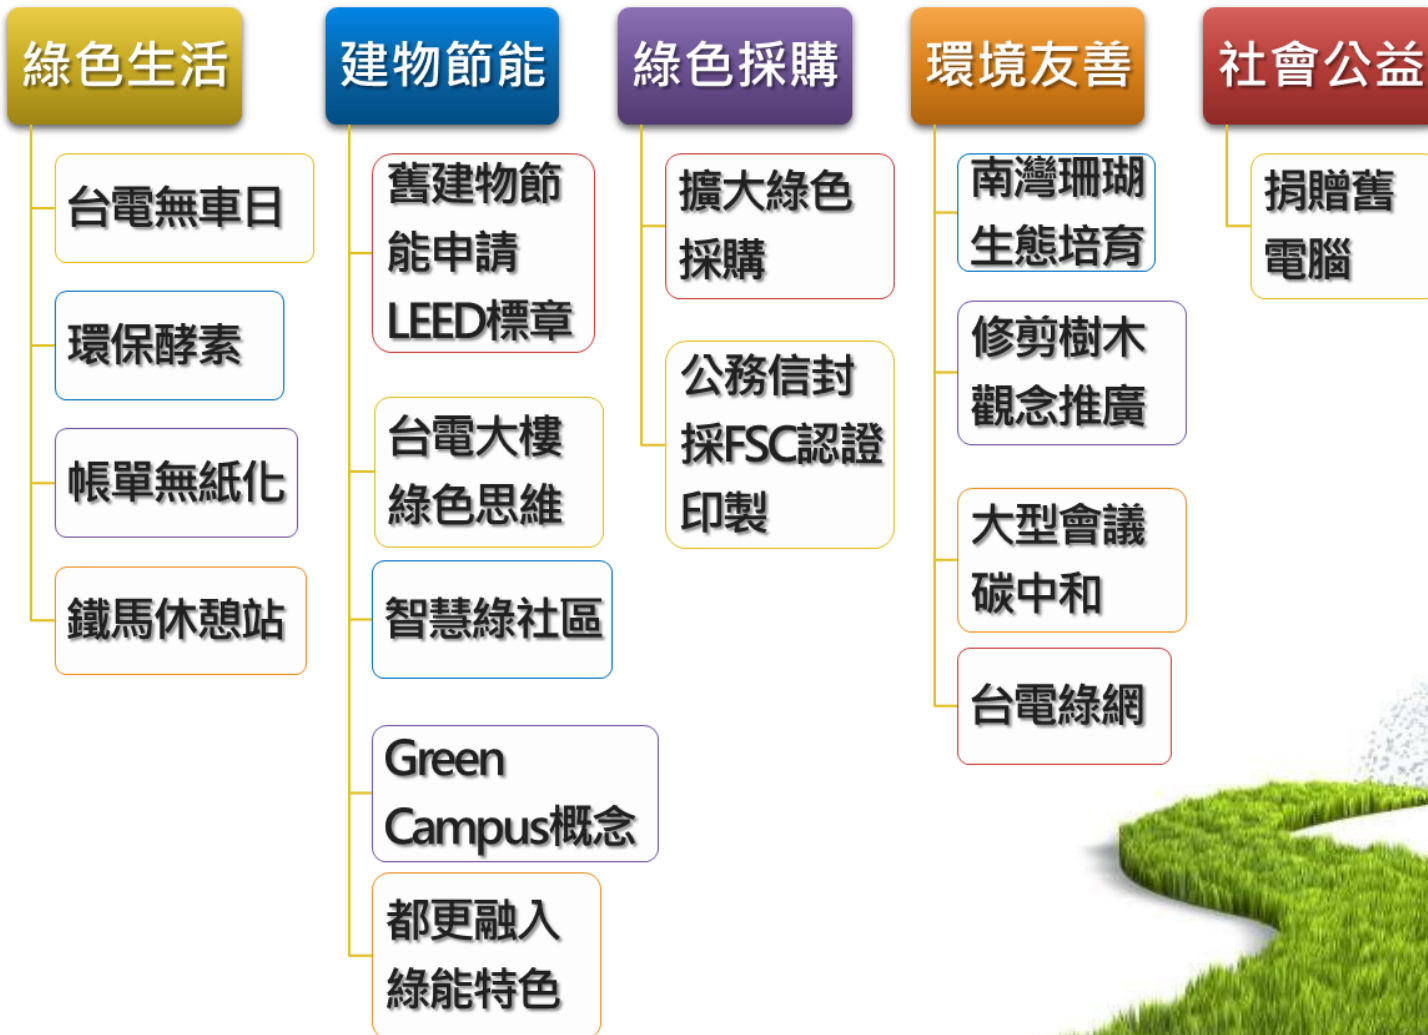 綠色生活
台電無車日
環保酵素
帳單無紙化
鐵馬休憩站
建物節能
舊建物節
能申請
LEED標章
台電大樓
綠色思維
智慧綠社區
Green
Campus概念
都更融入
綠能特色
綠色採購
擴大綠色
採購
公務信封
採FSC認證
印製
環境友善
南灣珊瑚
生態培育
修剪樹木
觀念推廣
大型會議
碳中和
台電綠網
社會公益
捐贈舊
電腦